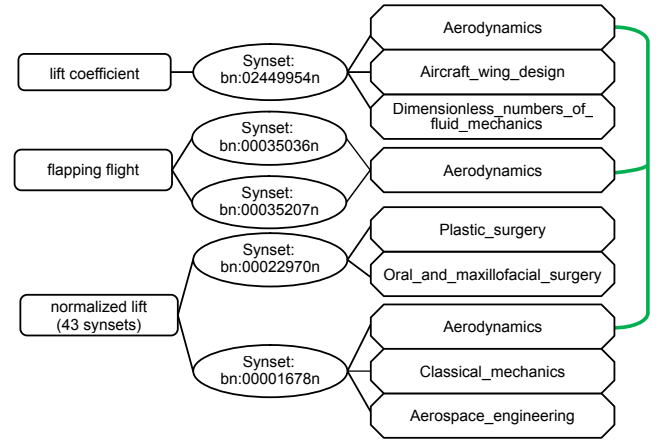 lift coefficient
Synset:
bn:02449954n
Aerodynamics
Aircraft_wing_design
Dimensionless_numbers_of_
fluid_mechanics
flapping flight
Synset:
bn:00035036n
Synset:
bn:00035207n
Aerodynamics
normalized lift
(43 synsets)
Synset:
bn:00022970n
Plastic_surgery
Oral_and_maxillofacial_surgery
Synset:
bn:00001678n
Aerodynamics
Classical_mechanics
Aerospace_engineering